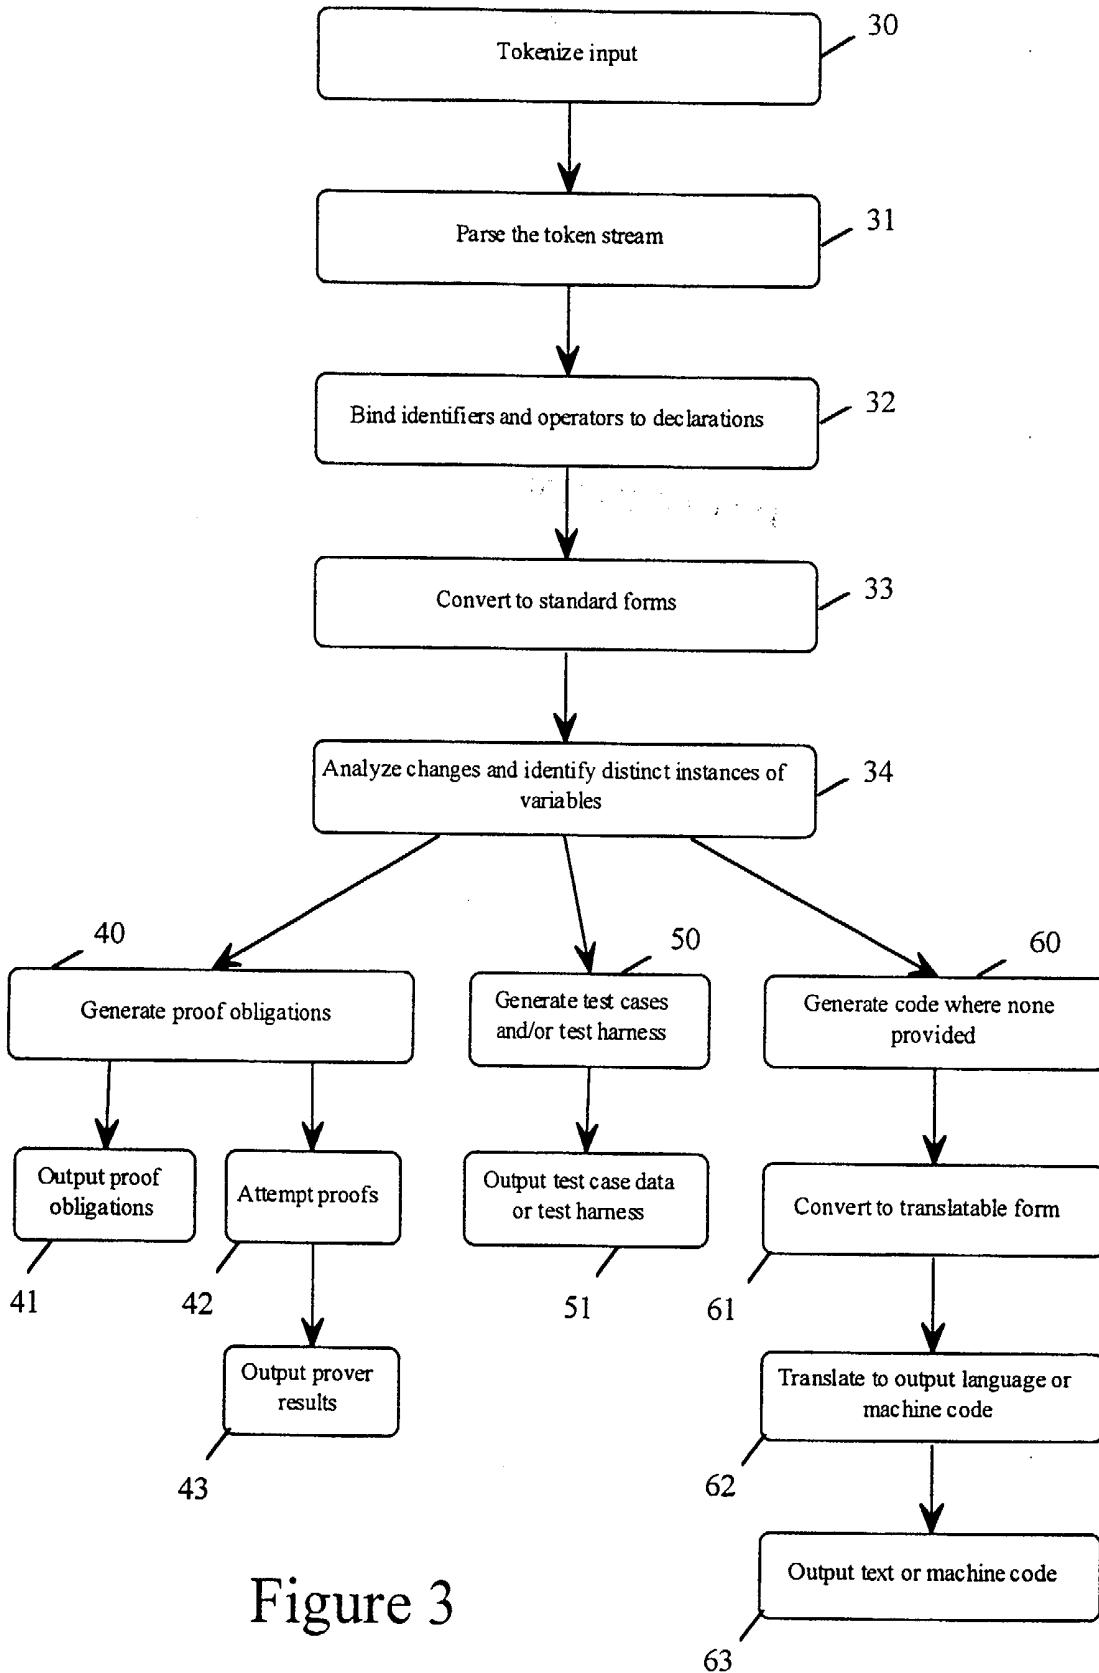 Tokenize input
30
Parse the token stream
31
Bind identifiers and operators to declarations
32
Convert to standard forms
33
Analyze changes and identify distinct instances of
variables
34
40
Generate proof obligations
50
Generate test cases
and/or test harness
60
Generate code where none
provided
Output proof
obligations
41
Attempt proofs
42
Output test case data
or test harness
51
Convert to translatable form
61
Output prover
results
43
Translate to output language or
machine code
62
Output text or machine code
63
Figure 3